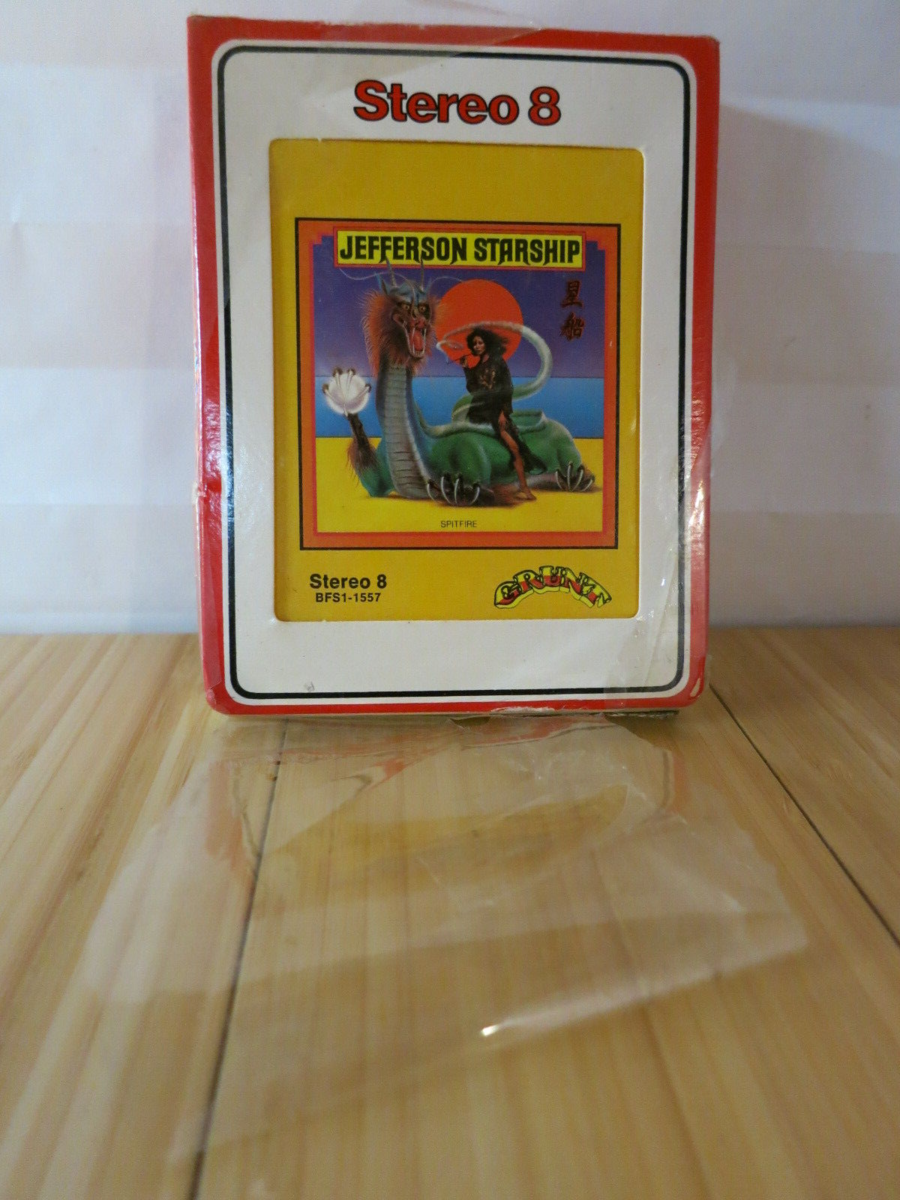 Stereo 8
JEFFERSON STARSHIP
星
船
SPITFIRE
Stereo 8
BFS1-1557
GRUNT